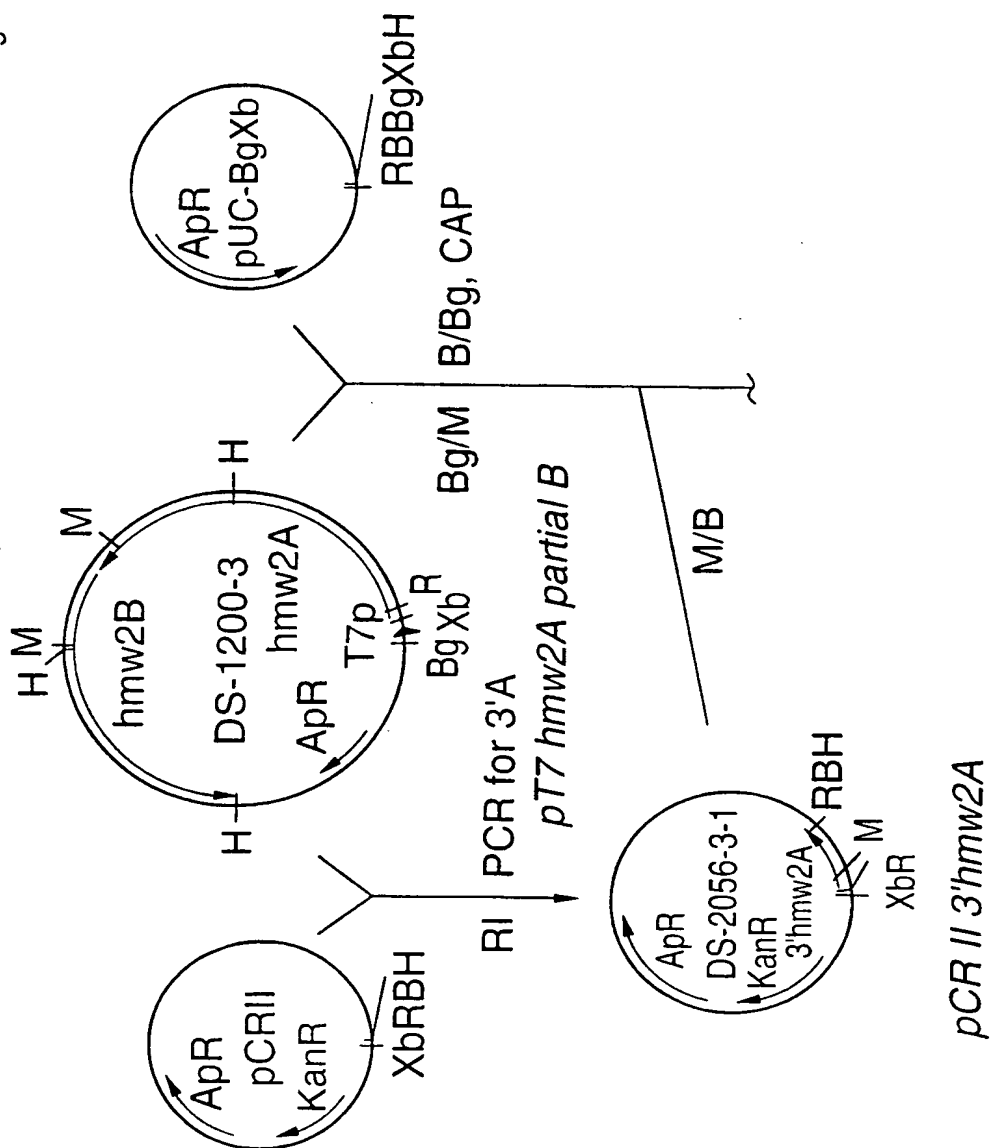 ApR
pCRII
KanR
XbRBH
H M
M
H
H
hmw2B
DS-1200-3
hmw2A
ApR
T7p
R
Bg Xb
ApR
pUC-BgXb
RBBgXbH
RI
PCR for 3'A
pT7 hmw2A partial B
Bg/M
B/Bg, CAP
M/B
ApR
DS-2056-3-1
KanR
3'hmw2A
RBH
M
XbR
pCR II 3'hmw2A